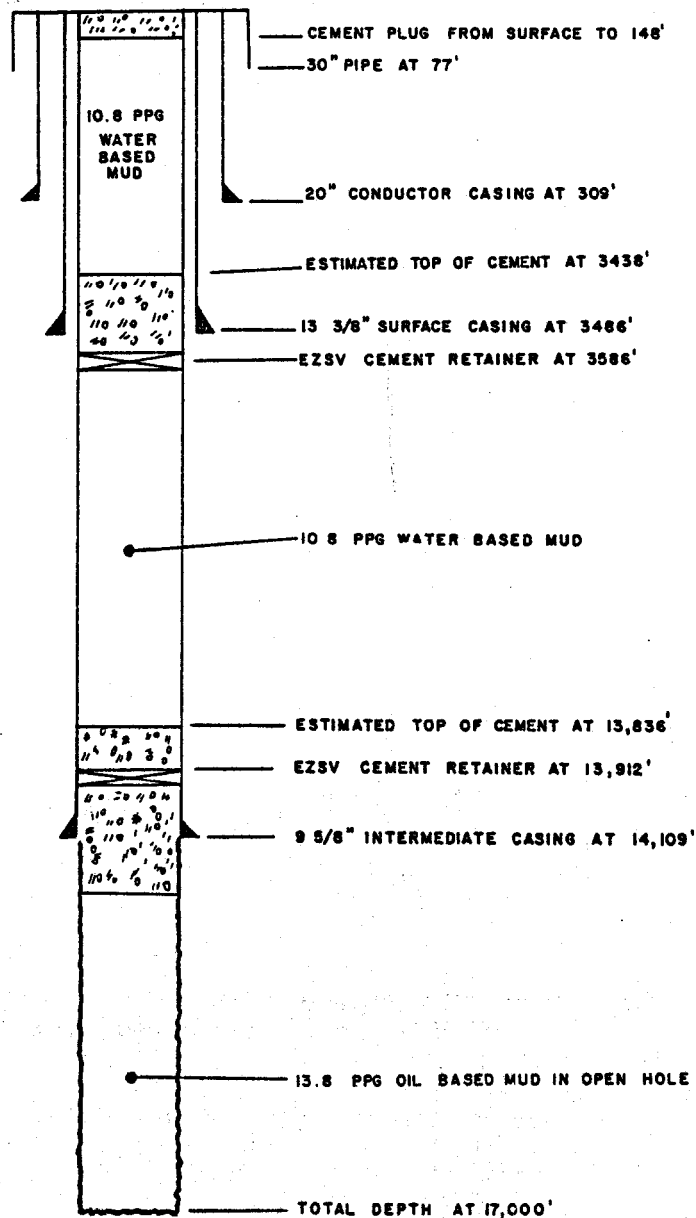 CEMENT PLUG FROM SURFACE TO 148'
30" PIPE AT 77'
10.8 PPG
WATER
BASED
MUD
20" CONDUCTOR CASING AT 309'
ESTIMATED TOP OF CEMENT AT 3438'
13 3/8" SURFACE CASING AT 3486'
EZSV CEMENT RETAINER AT 3586'
10 8 PPG WATER BASED MUD
ESTIMATED TOP OF CEMENT AT 13,836'
EZSV CEMENT RETAINER AT 13,912'
9 5/8" INTERMEDIATE CASING AT 14,109'
13.8 PPG OIL BASED MUD IN OPEN HOLE
TOTAL DEPTH AT 17,000'